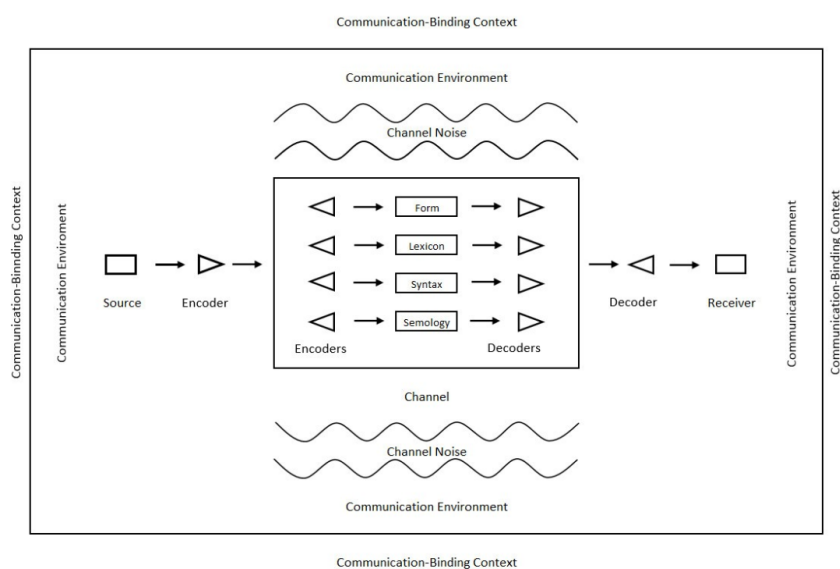 Communication-Binding Context
Communication Environment
Channel Noise
Form
Lexicon
Syntax
Semology
Encoders
Decoders
Source
Encoder
Decoder
Receiver
Communication-Binnding Context
Communication Enviroment
Communication Environment
Communication-Binding Context
Channel
Channel Noise
Communication Environment
Communication-Binding Context